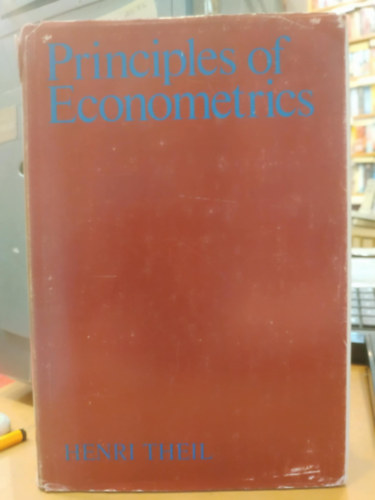 Principles of
Econometrics
HENRI THEIL